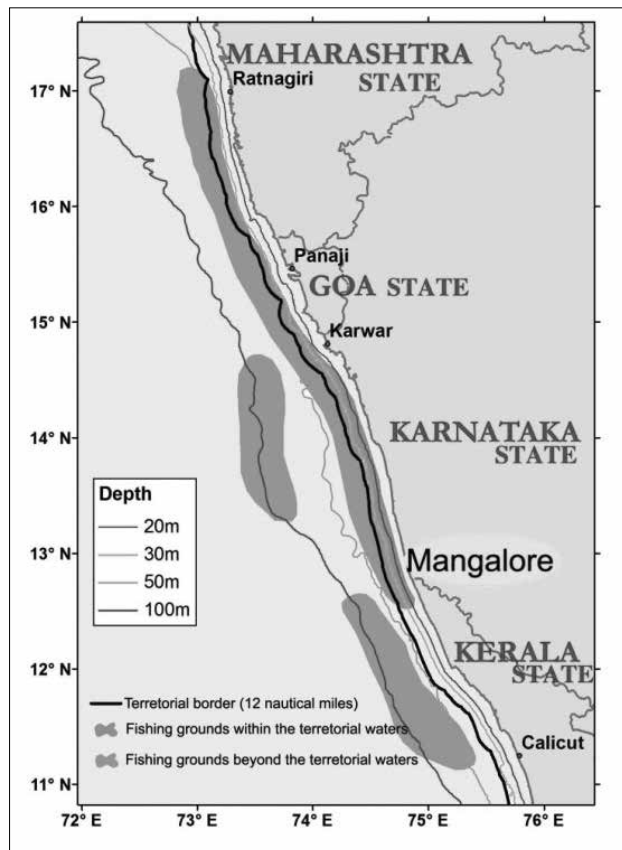 MAHARASHTRA
STATE
Ratnagiri
17° N
16° N
Panaji
GOA STATE
15° N
Karwar
KARNATAKA
STATE
14° N
Depth
20m
30m
50m
100m
13° N
Mangalore
KERALA
STATE
12° N
Terretorial border (12 nautical miles)
Fishing grounds within the territorial waters
Calicut
Fishing grounds beyond the territorial waters
11° N
72° E 73° E 74° E 75° E 76° E